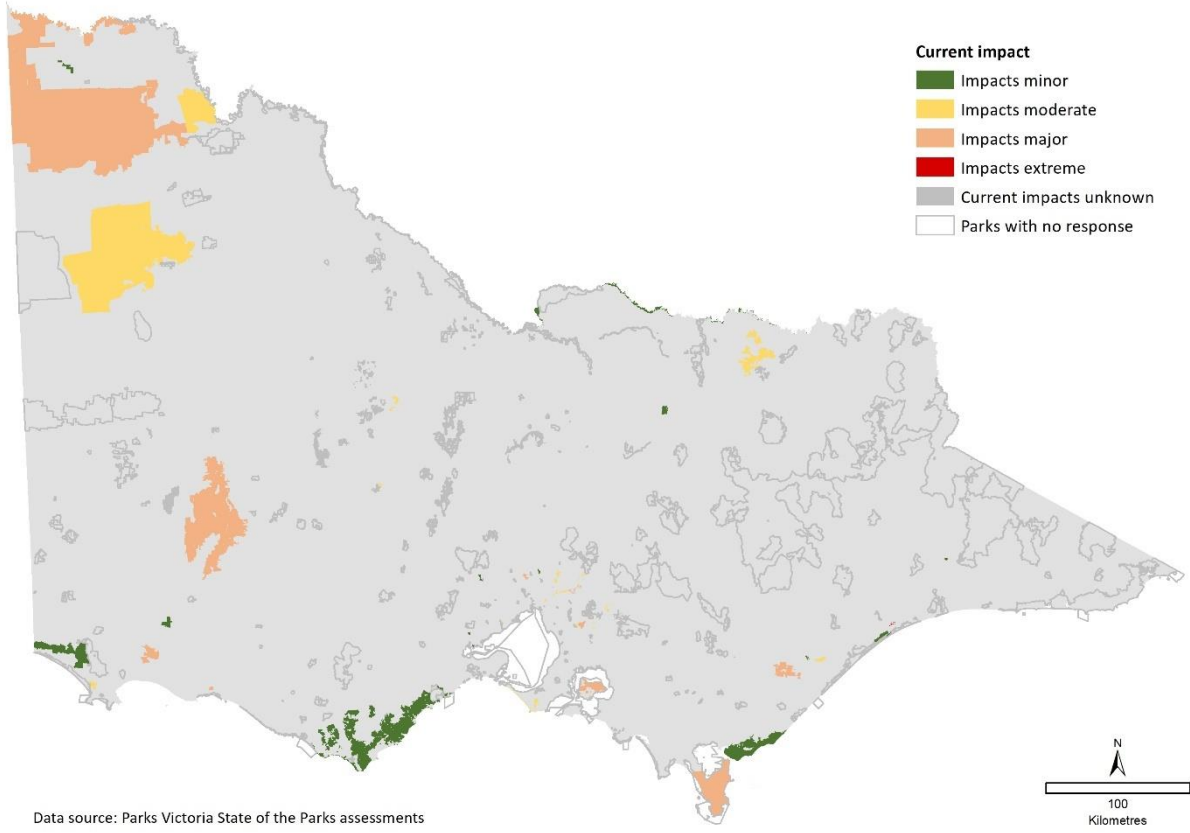 Current impact
Impacts minor
Impacts moderate
Impacts major
Impacts extreme
Current impacts unknown
Parks with no response
N
100
Kilometres
Data source: Parks Victoria State of the Parks assessments